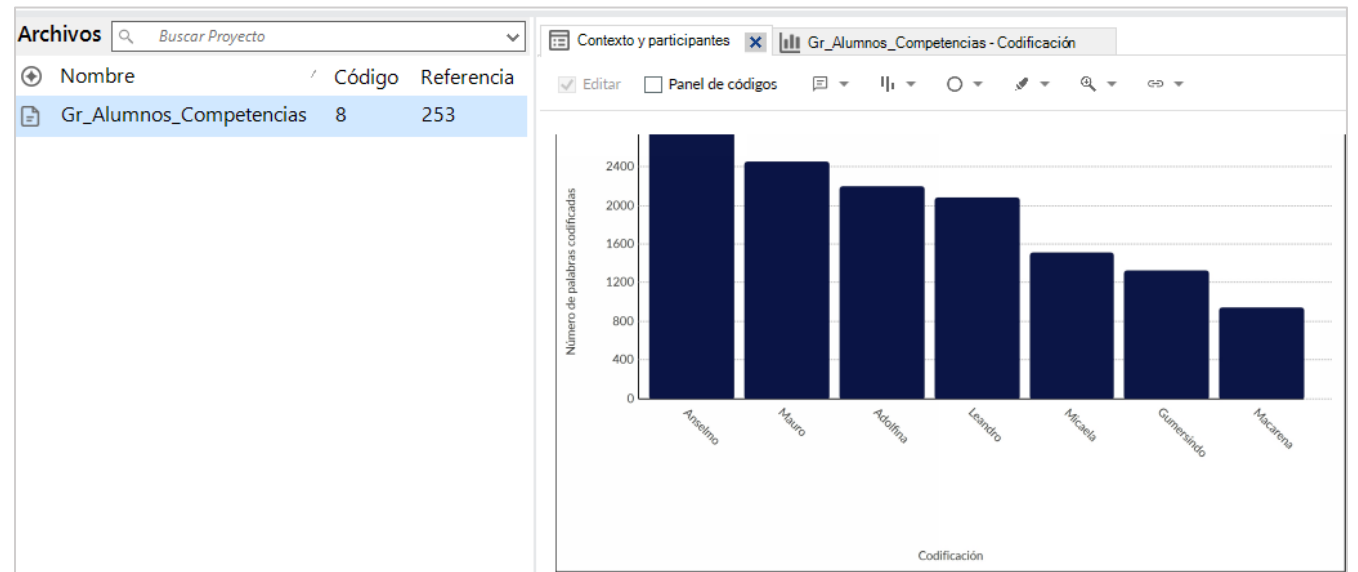 Archivos Buscar Proyecto
Nombre Código Referencia
Gr_Alumnos_Competencias 8 253
Contexto y participantes Gr_Alumnos_Competencias - Codificación
Editar Panel de códigos
Número de palabras codificadas
2400
2000
1600
1200
800
400
0
Anselmo Mauro Adolfina Leandro Micaela Gumersindo Macarena
Codificación